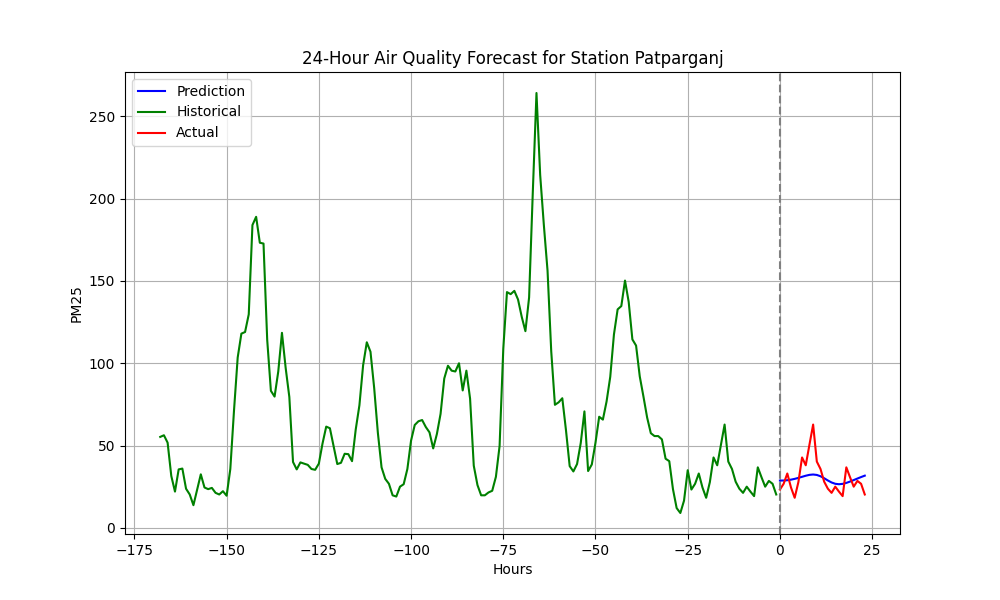 24-Hour Air Quality Forecast for Station Patparganj
Prediction
Historical
Actual
250
200
150
100
50
0
PM25
−175
−150
−125
−100
−75
−50
−25
0
25
Hours